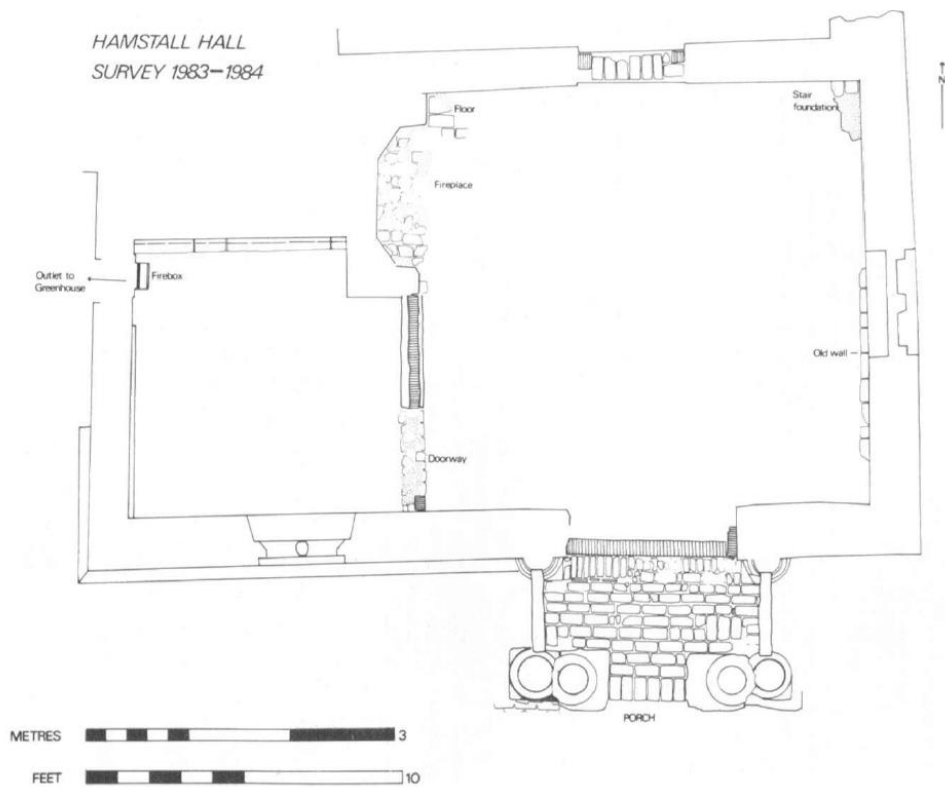 HAMSTALL HALL
SURVEY 1983–1984
N
Floor
Stair
foundation
Fireplace
Outlet to
Greenhouse
Firebox
Old wall
Doorway
PORCH
METRES 3
FEET 10